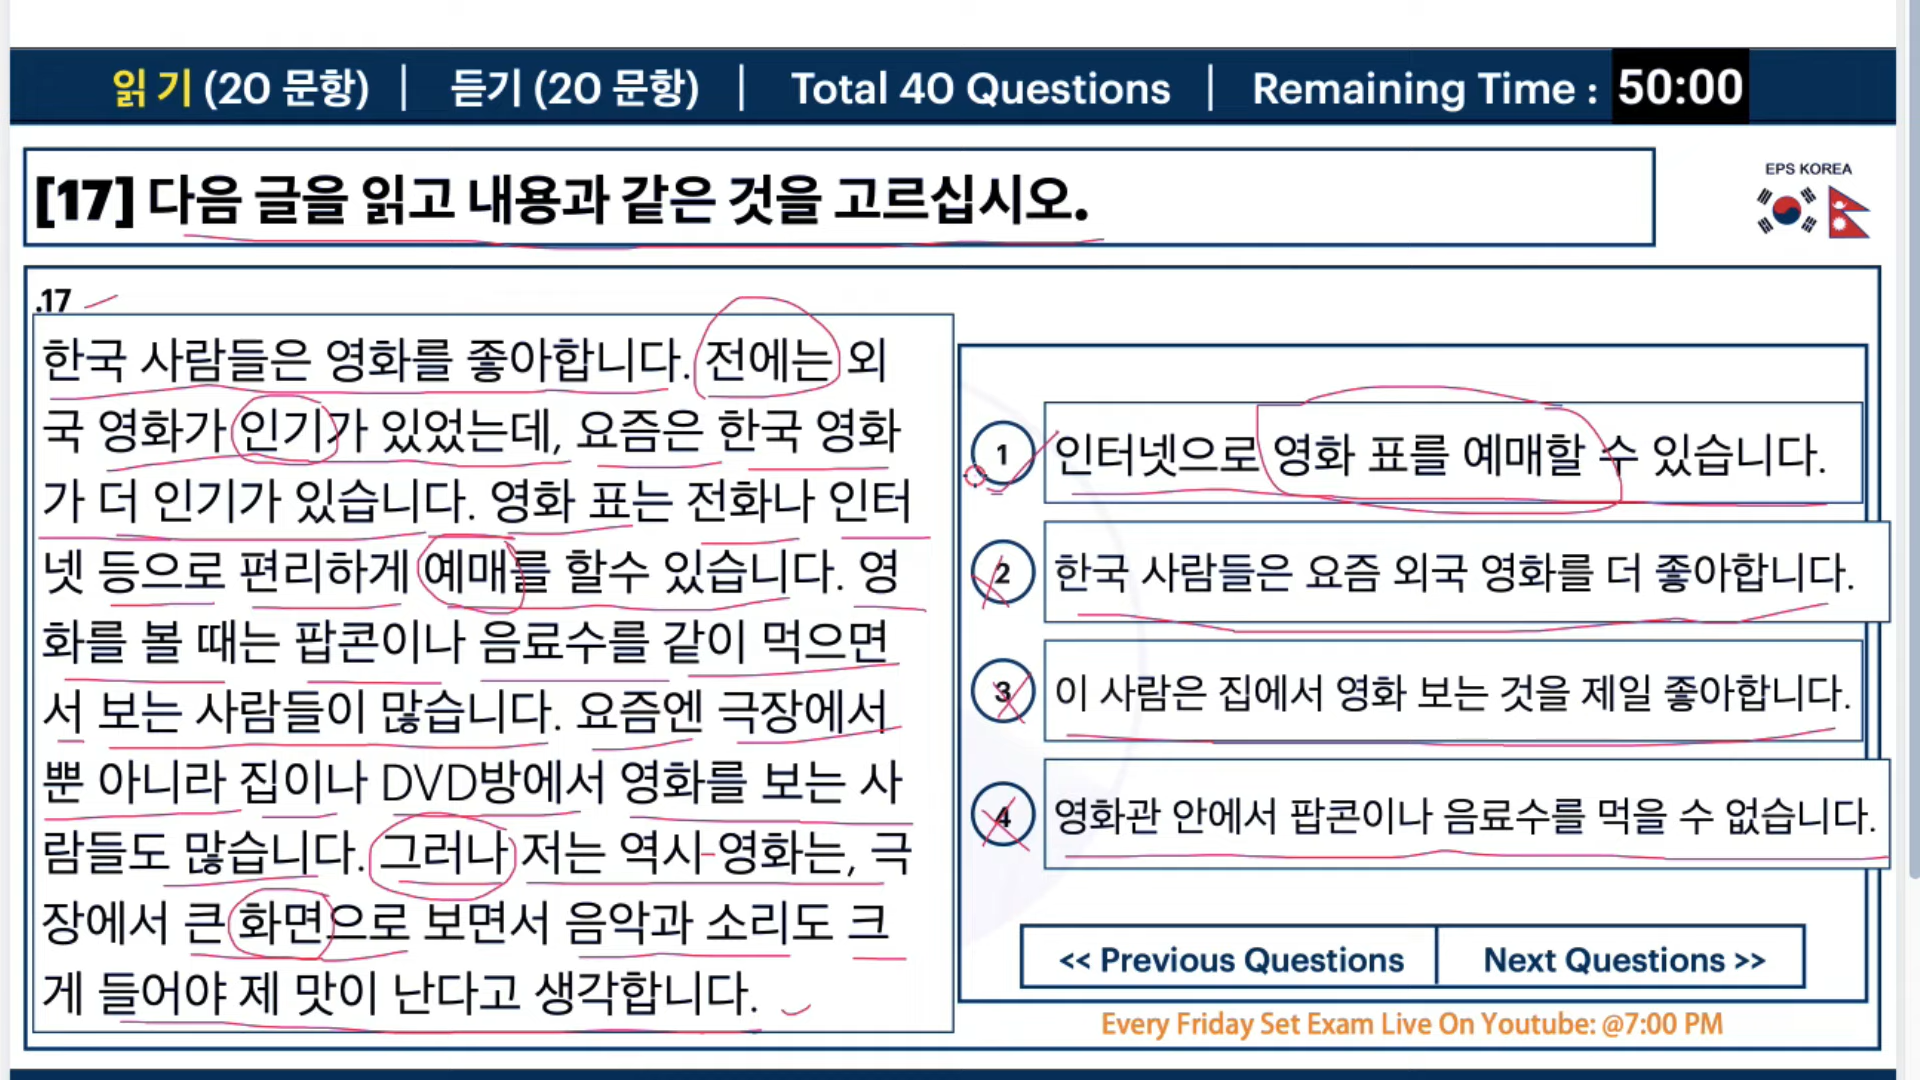 읽 기 (20 문항) | 듣기 (20 문항) | Total 40 Questions | Remaining Time : 50:00
[17] 다음 글을 읽고 내용과 같은 것을 고르십시오.
EPS KOREA
.17
한국 사람들은 영화를 좋아합니다. 전에는 외
국 영화가 인기가 있었는데, 요즘은 한국 영화
가 더 인기가 있습니다. 영화 표는 전화나 인터
넷 등으로 편리하게 예매를 할수 있습니다. 영
화를 볼 때는 팝콘이나 음료수를 같이 먹으면
서 보는 사람들이 많습니다. 요즘엔 극장에서
뿐 아니라 집이나 DVD방에서 영화를 보는 사
람들도 많습니다. 그러나 저는 역시 영화는, 극
장에서 큰 화면으로 보면서 음악과 소리도 크
게 들어야 제 맛이 난다고 생각합니다.
1 인터넷으로 영화 표를 예매할 수 있습니다.
2 한국 사람들은 요즘 외국 영화를 더 좋아합니다.
3 이 사람은 집에서 영화 보는 것을 제일 좋아합니다.
4 영화관 안에서 팝콘이나 음료수를 먹을 수 없습니다.
<< Previous Questions
Next Questions >>
Every Friday Set Exam Live On Youtube: @7:00 PM